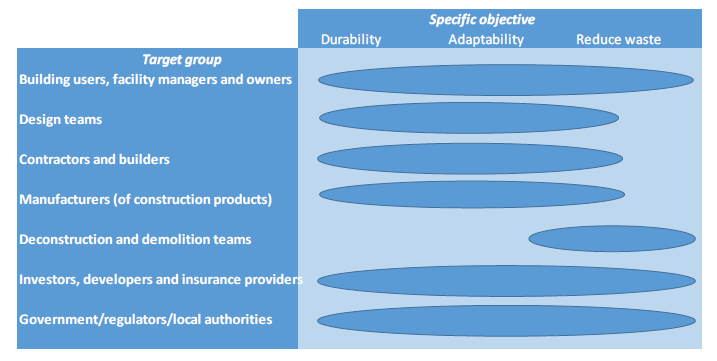 Specific objective
Durability Adaptability Reduce waste
Target group
Building users, facility managers and owners
Design teams
Contractors and builders
Manufacturers (of construction products)
Deconstruction and demolition teams
Investors, developers and insurance providers
Government/regulators/local authorities